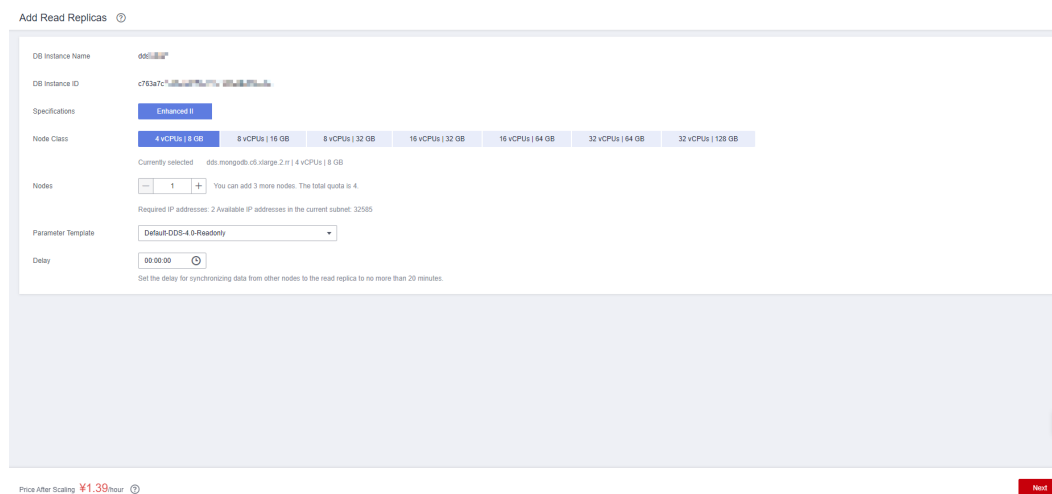 Add Read Replicas
DB Instance Name
DB Instance ID c763a7c
Specifications Enhanced II
Node Class 4 vCPUs | 8 GB 8 vCPUs | 16 GB 8 vCPUs | 32 GB 16 vCPUs | 32 GB 16 vCPUs | 64 GB 32 vCPUs | 64 GB 32 vCPUs | 128 GB
Currently selected dds.mongodb.c6.xlarge.2.rr | 4 vCPUs | 8 GB
Nodes — 1 + You can add 3 more nodes. The total quota is 4.
Required IP addresses: 2 Available IP addresses in the current subnet: 32585
Parameter Template Default-DDS-4.0-Readonly
Delay 00:00:00
Set the delay for synchronizing data from other nodes to the read replica to no more than 20 minutes.
Price After Scaling ¥1.39/hour Next